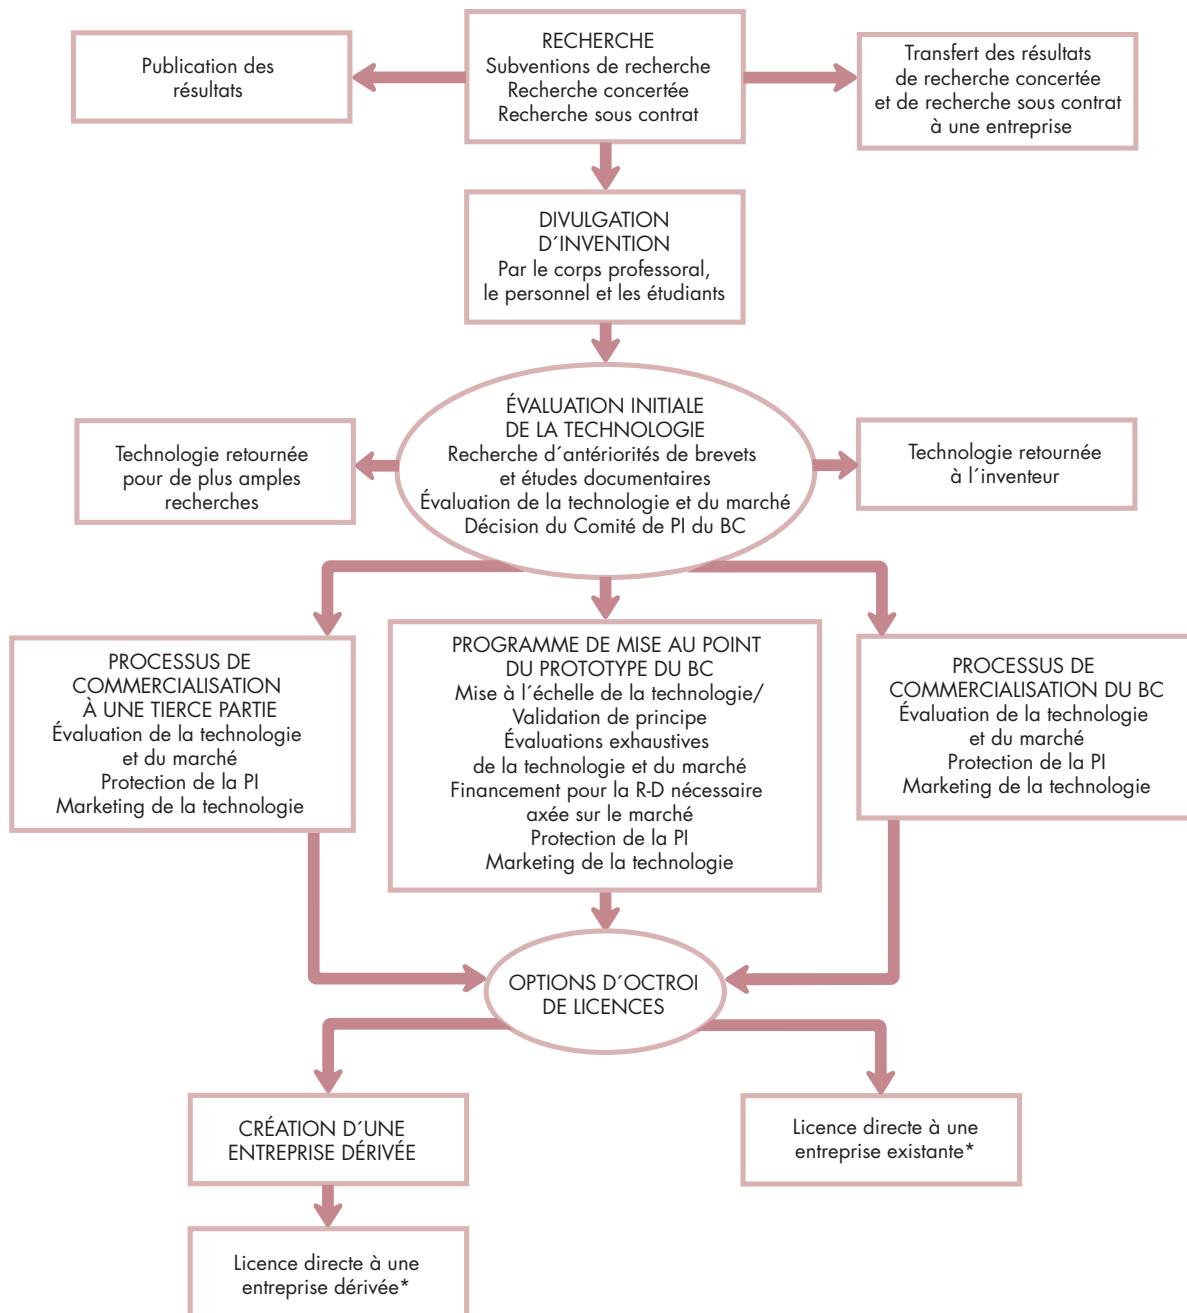 RECHERCHE
Subventions de recherche
Recherche concertée
Recherche sous contrat
Publication des
résultats
Transfert des résultats
de recherche concertée
et de recherche sous contrat
à une entreprise
DIVULGATION
D´INVENTION
Par le corps professoral,
le personnel et les étudiants
ÉVALUATION INITIALE
DE LA TECHNOLOGIE
Recherche d´antériorités de brevets
et études documentaires
Évaluation de la technologie et du marché
Décision du Comité de PI du BC
Technologie retournée
pour de plus amples
recherches
Technologie retournée
à l´inventeur
PROCESSUS DE
COMMERCIALISATION
À UNE TIERCE PARTIE
Évaluation de la technologie
et du marché
Protection de la PI
Marketing de la technologie
PROGRAMME DE MISE AU POINT
DU PROTOTYPE DU BC
Mise à l´échelle de la technologie/
Validation de principe
Évaluations exhaustives
de la technologie et du marché
Financement pour la R-D nécessaire
axée sur le marché
Protection de la PI
Marketing de la technologie
PROCESSUS DE
COMMERCIALISATION DU BC
Évaluation de la technologie
et du marché
Protection de la PI
Marketing de la technologie
OPTIONS D´OCTROI
DE LICENCES
CRÉATION D´UNE
ENTREPRISE DÉRIVÉE
Licence directe à une
entreprise existante*
Licence directe à une
entreprise dérivée*